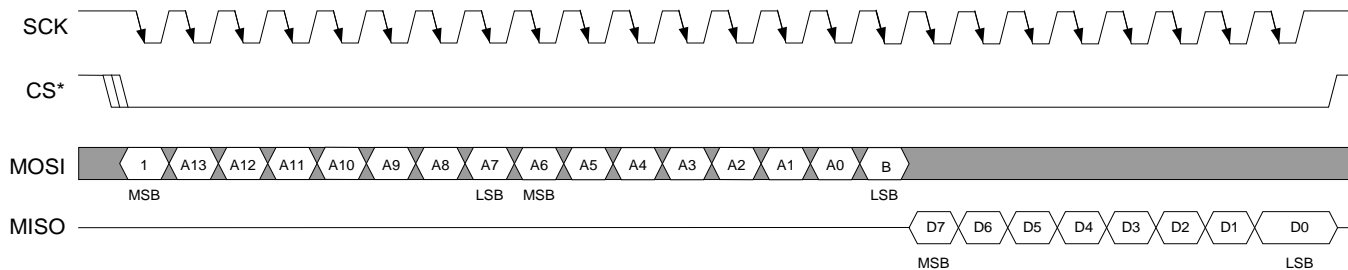 SCK
CS*
MOSI 1 A13 A12 A11 A10 A9 A8 A7 A6 A5 A4 A3 A2 A1 A0 B
MSB LSB MSB LSB
MISO D7 D6 D5 D4 D3 D2 D1 D0
MSB LSB